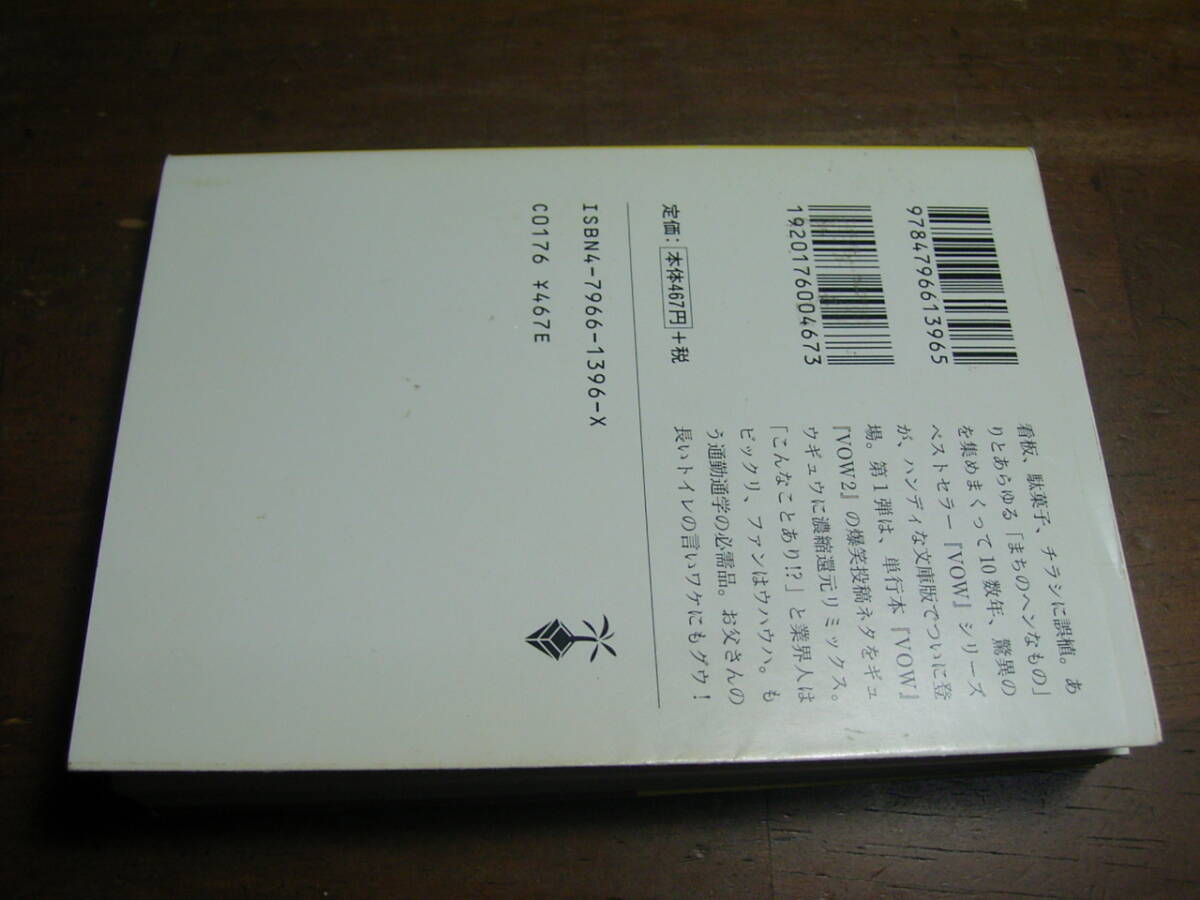 9784796613965
1920176004673
定価：本体467円＋税
ISBN4-7966-1396-X
C0176 ¥467E
看板、駄菓子、チラシに誤植。あ
りとあらゆる「まちのヘンなもの」
を集めまくって10数年、驚異の
ベストセラー『VOW』シリーズ
が、ハンディな文庫版でついに登
場。第1弾は、単行本『VOW』
『VOW2』の爆笑投稿ネタをギュ
ウギュウに濃縮還元リミックス。
「こんなことあり!?」と業界人は
ビックリ、ファンはウハウハ。も
う通勤通学の必需品。お父さんの
長いトイレの言いワケにもグウ！